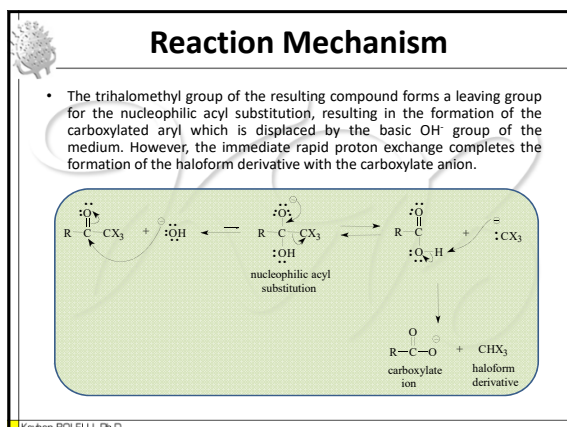 Reaction Mechanism
• The trihalomethyl group of the resulting compound forms a leaving group
for the nucleophilic acyl substitution, resulting in the formation of the
carboxylated aryl which is displaced by the basic OH- group of the
medium. However, the immediate rapid proton exchange completes the
formation of the haloform derivative with the carboxylate anion.
:O: :O: :O:
R C CX3 + :OH R C CX3 R C + :CX3
:OH :O H
nucleophilic acyl
substitution
O
R—C—O + CHX3
carboxylate haloform
ion derivative